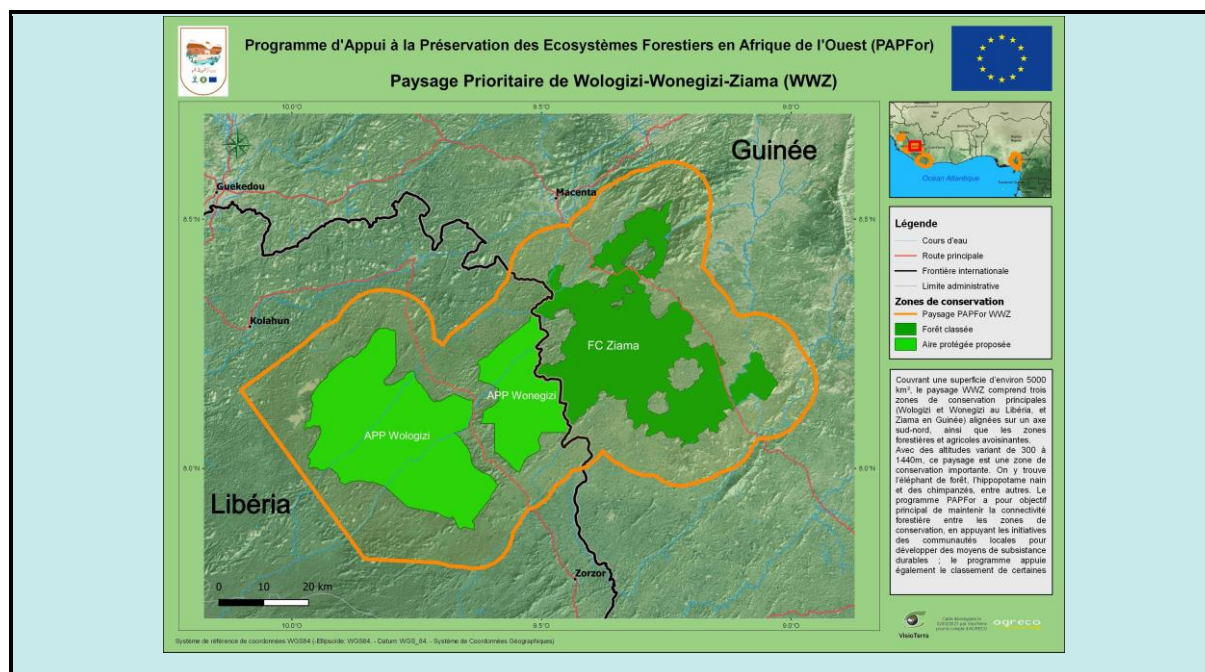 Programme d'Appui à la Préservation des Ecosystèmes Forestiers en Afrique de l'Ouest (PAPFor)
Paysage Prioritaire de Wologizi-Wonegizi-Ziama (WWZ)
10.0°O
9.5°O
9.0°O
Guinée
Guekedou
Macenta
8.5°N
8.5°N
Kolahun
FC Ziama
APP Wonegizi
APP Wologizi
8.0°N
8.0°N
Libéria
Zorzor
0 10 20 km
10.0°O
9.5°O
9.0°O
Système de référence de coordonnées WGS84 (-Ellipsoïde: WGS84. - Datum: WGS_84. - Système de Coordonnées Géographiques)
Océan Atlantique
Légende
Cours d'eau
Route principale
Frontière internationale
Limite administrative
Zones de conservation
Paysage PAPFor WWZ
Forêt classée
Aire protégée proposée
Couvrant une superficie d'environ 5000
km², le paysage WWZ comprend trois
zones de conservation principales
(Wologizi et Wonegizi au Libéria, et
Ziama en Guinée) alignées sur un axe
sud-nord, ainsi que les zones
forestières et agricoles avoisinantes.
Avec des altitudes variant de 300 à
1440m, ce paysage est une zone de
conservation importante. On y trouve
l'éléphant de forêt, l'hippopotame nain
et des chimpanzés, entre autres. Le
programme PAPFor a pour objectif
principal de maintenir la connectivité
forestière entre les zones de
conservation, en appuyant les initiatives
des communautés locales pour
développer des moyens de subsistance
durables ; le programme appuie
également le classement de certaines
VisioTerra
agreco